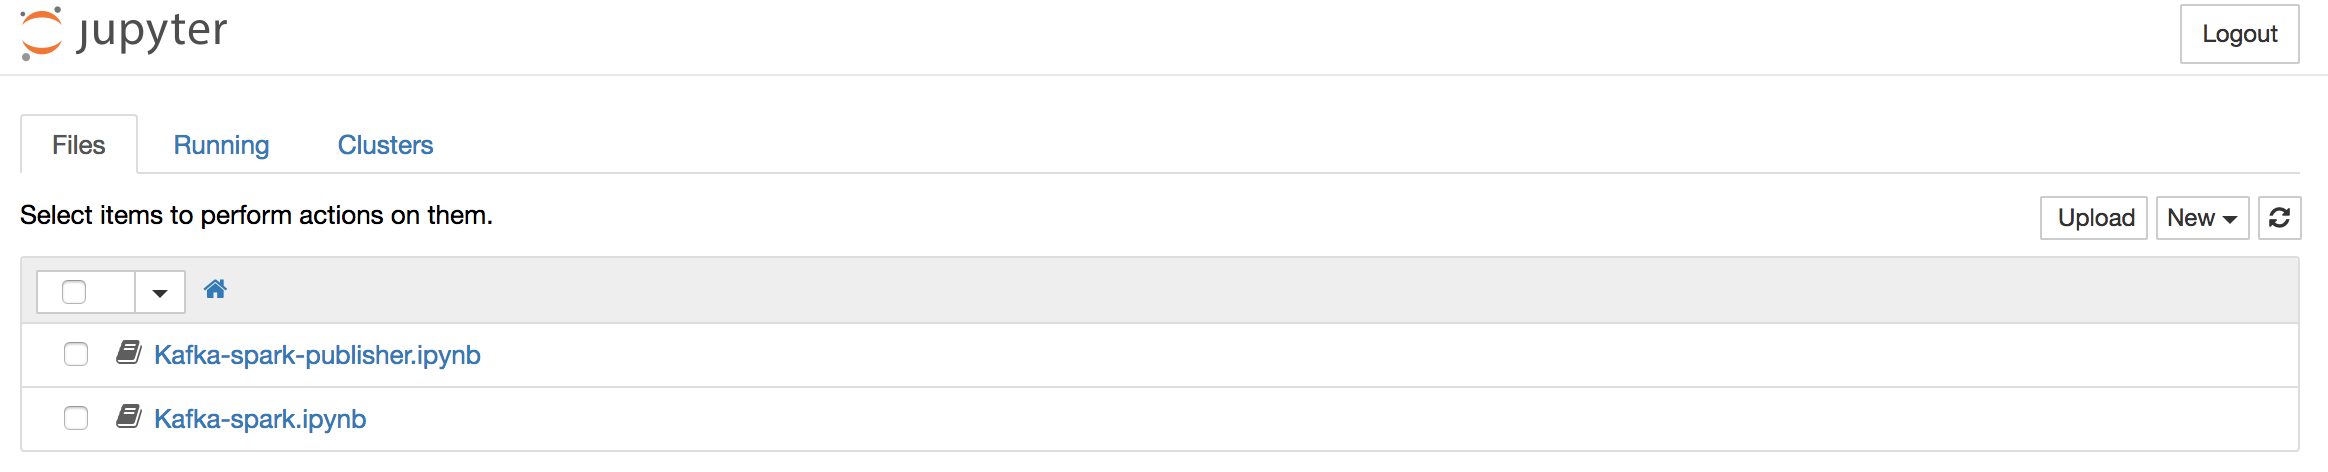 jupyter
Logout
Files Running Clusters
Select items to perform actions on them.
Upload New
Kafka-spark-publisher.ipynb
Kafka-spark.ipynb